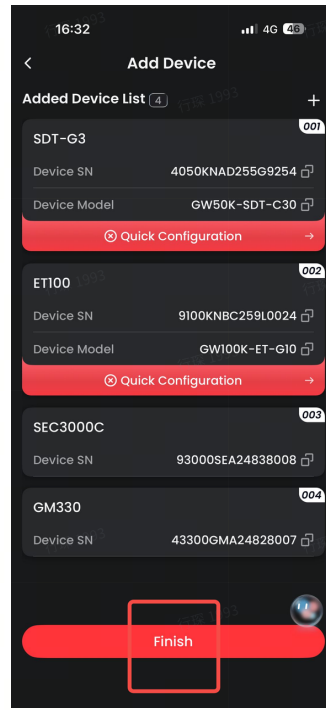 16:32
4G 46
Add Device
Added Device List 4
+
001
SDT-G3
Device SN 4050KNAD255G9254
Device Model GW50K-SDT-C30
Quick Configuration →
002
ET100
Device SN 9100KNBC259L0024
Device Model GW100K-ET-G10
Quick Configuration →
003
SEC3000C
Device SN 93000SEA24838008
004
GM330
Device SN 43300GMA24828007
Finish